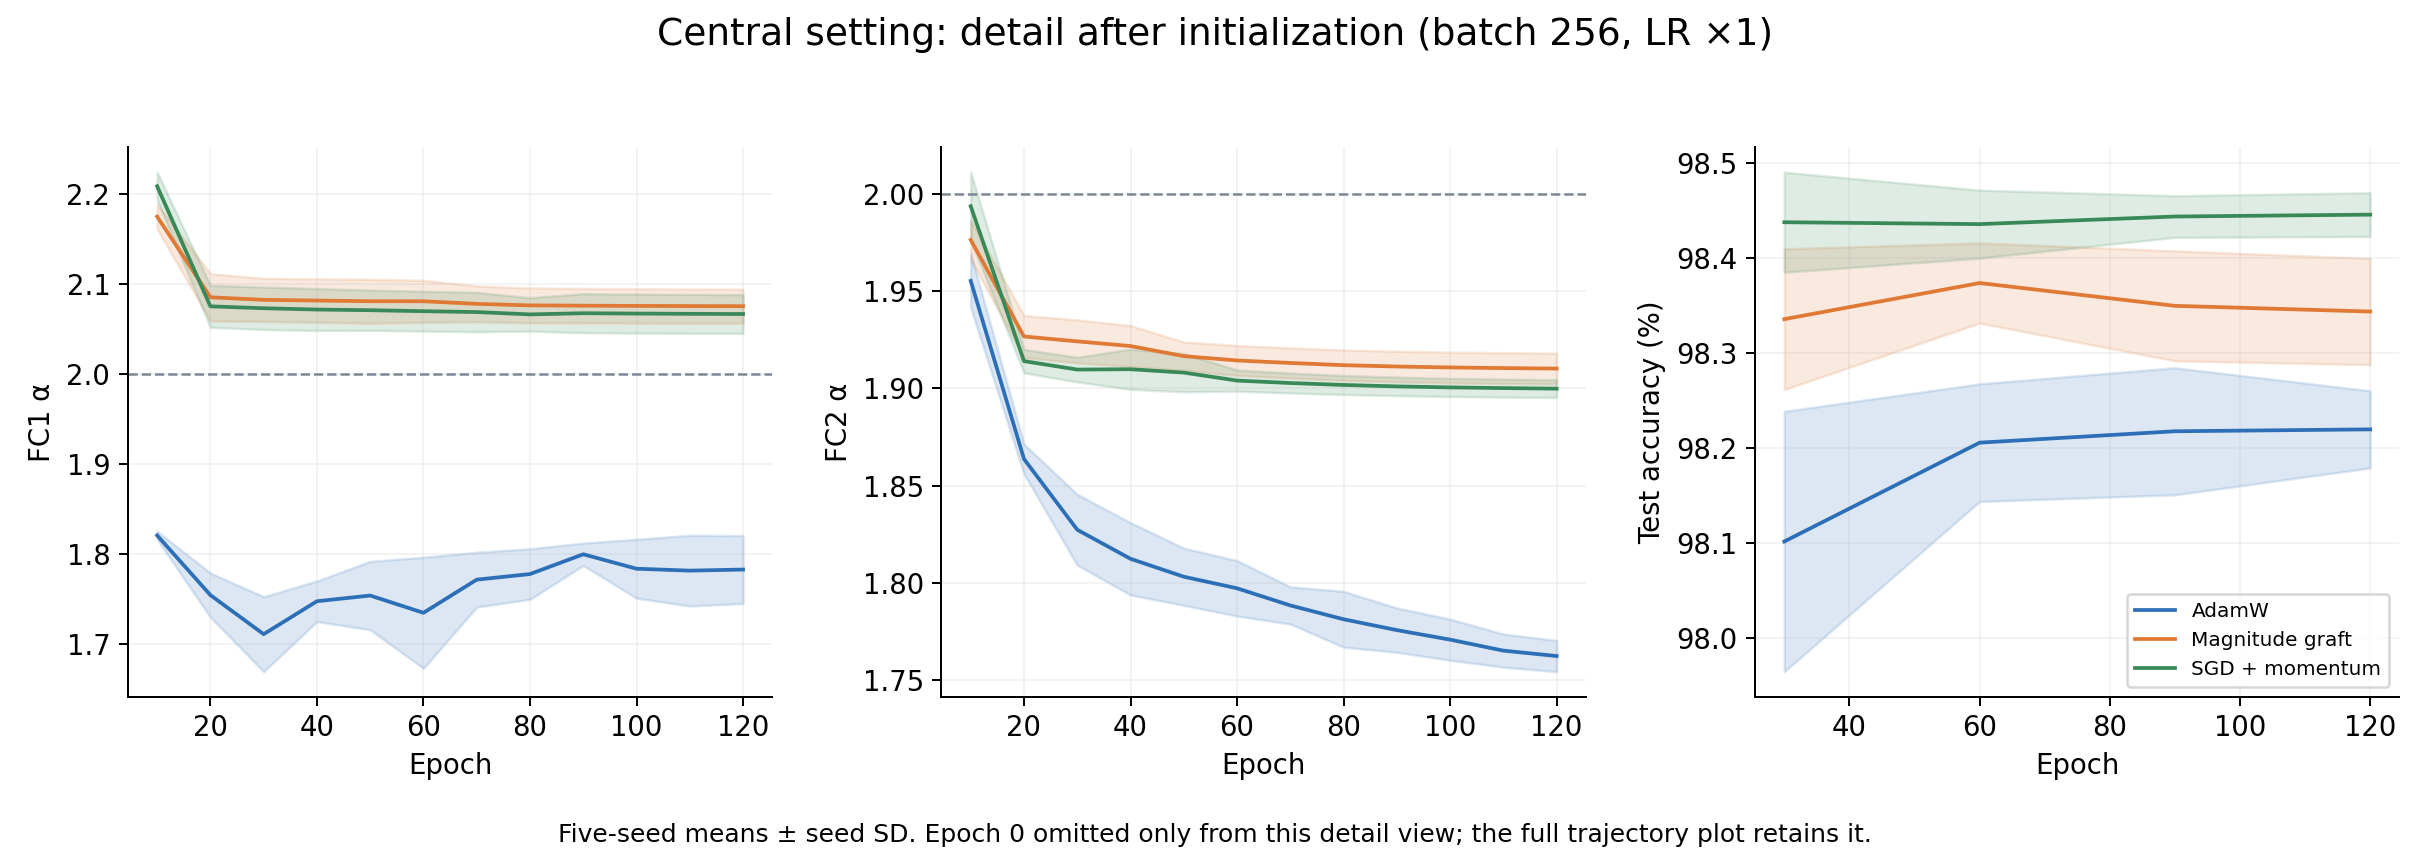 Central setting: detail after initialization (batch 256, LR ×1)
FC1 α
2.2
2.1
2.0
1.9
1.8
1.7
20 40 60 80 100 120
Epoch
FC2 α
2.00
1.95
1.90
1.85
1.80
1.75
20 40 60 80 100 120
Epoch
Test accuracy (%)
98.5
98.4
98.3
98.2
98.1
98.0
40 60 80 100 120
Epoch
AdamW
Magnitude graft
SGD + momentum
Five-seed means ± seed SD. Epoch 0 omitted only from this detail view; the full trajectory plot retains it.